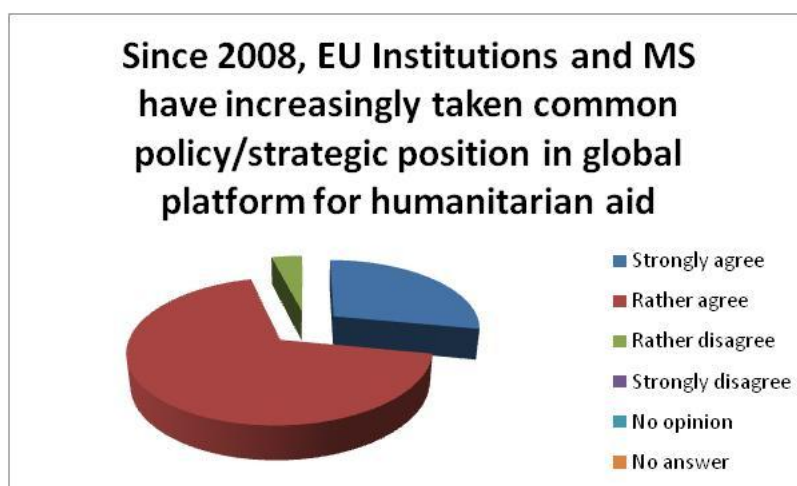 Since 2008, EU Institutions and MS
have increasingly taken common
policy/strategic position in global
platform for humanitarian aid
Strongly agree
Rather agree
Rather disagree
Strongly disagree
No opinion
No answer